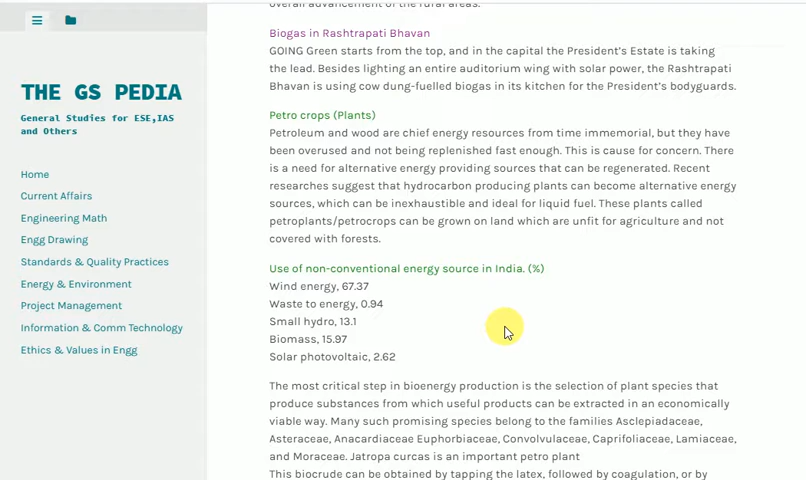 overall advancement of the rural areas.
Biogas in Rashtrapati Bhavan
GOING Green starts from the top, and in the capital the President's Estate is taking
the lead. Besides lighting an entire auditorium wing with solar power, the Rashtrapati
Bhavan is using cow dung-fuelled biogas in its kitchen for the President's bodyguards.
THE GS PEDIA
General Studies for ESE,IAS
and Others
Home
Current Affairs
Engineering Math
Engg Drawing
Standards & Quality Practices
Energy & Environment
Project Management
Information & Comm Technology
Ethics & Values in Engg
Petro crops (Plants)
Petroleum and wood are chief energy resources from time immemorial, but they have
been overused and not being replenished fast enough. This is cause for concern. There
is a need for alternative energy providing sources that can be regenerated. Recent
researches suggest that hydrocarbon producing plants can become alternative energy
sources, which can be inexhaustible and ideal for liquid fuel. These plants called
petroplants/petrocrops can be grown on land which are unfit for agriculture and not
covered with forests.
Use of non-conventional energy source in India. (%)
Wind energy, 67.37
Waste to energy, 0.94
Small hydro, 13.1
Biomass, 15.97
Solar photovoltaic, 2.62
The most critical step in bioenergy production is the selection of plant species that
produce substances from which useful products can be extracted in an economically
viable way. Many such promising species belong to the families Asclepiadaceae,
Asteraceae, Anacardiaceae Euphorbiaceae, Convolvulaceae, Caprifoliaceae, Lamiaceae,
and Moraceae. Jatropa curcas is an important petro plant
This biocrude can be obtained by tapping the latex, followed by coagulation, or by